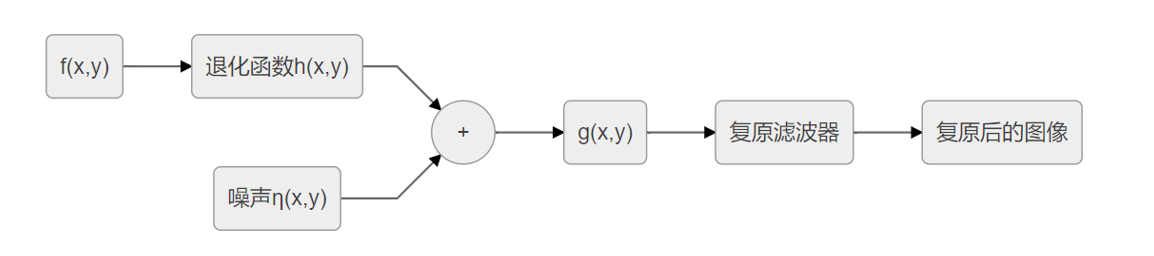 f(x,y)
退化函数h(x,y)
+
噪声η(x,y)
g(x,y)
复原滤波器
复原后的图像